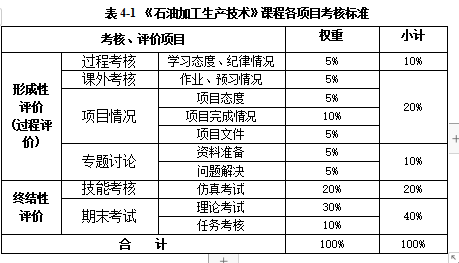 表 4-1 《石油加工生产技术》课程各项目考核标准
考核、评价项目 权重 小计
形成性评价(过程评价) 过程考核 学习态度、纪律情况 5% 10%
课外考核 作业、预习情况 5%
项目情况 项目态度 5% 20%
项目完成情况 10%
项目文件 5%
专题讨论 资料准备 5% 10%
问题解决 5%
终结性评价 技能考核 仿真考试 20% 20%
期末考试 理论考试 30% 40%
任务考核 10%
合 计 100% 100%